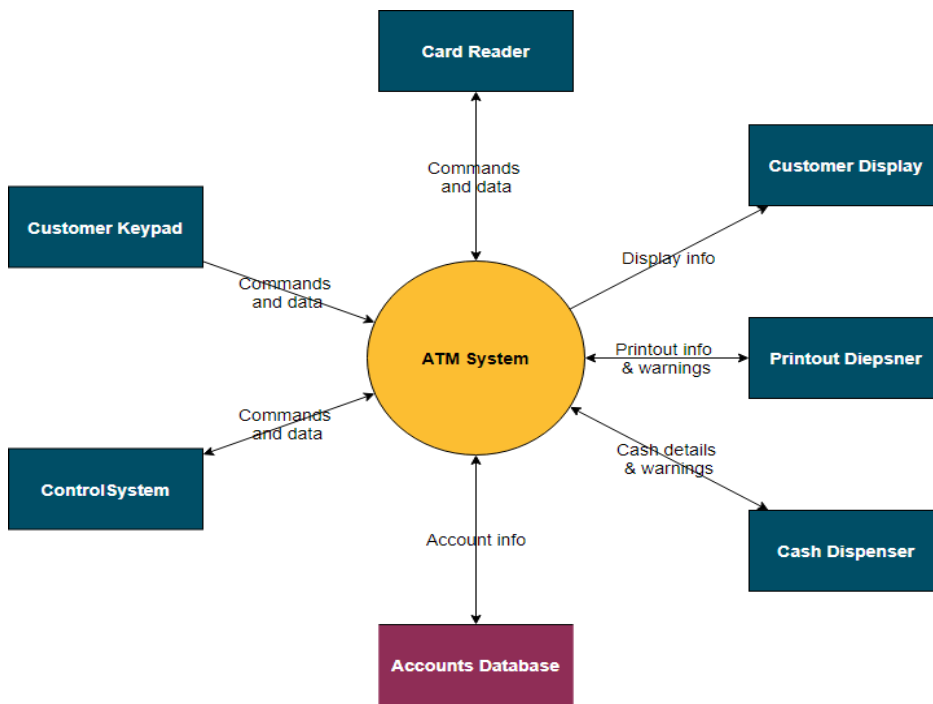 Card Reader
Commands
and data
Customer Display
Customer Keypad
Display info
Commands
and data
ATM System
Printout info
& warnings
Printout Diepsner
Commands
and data
Cash details
& warnings
ControlSystem
Account info
Cash Dispenser
Accounts Database